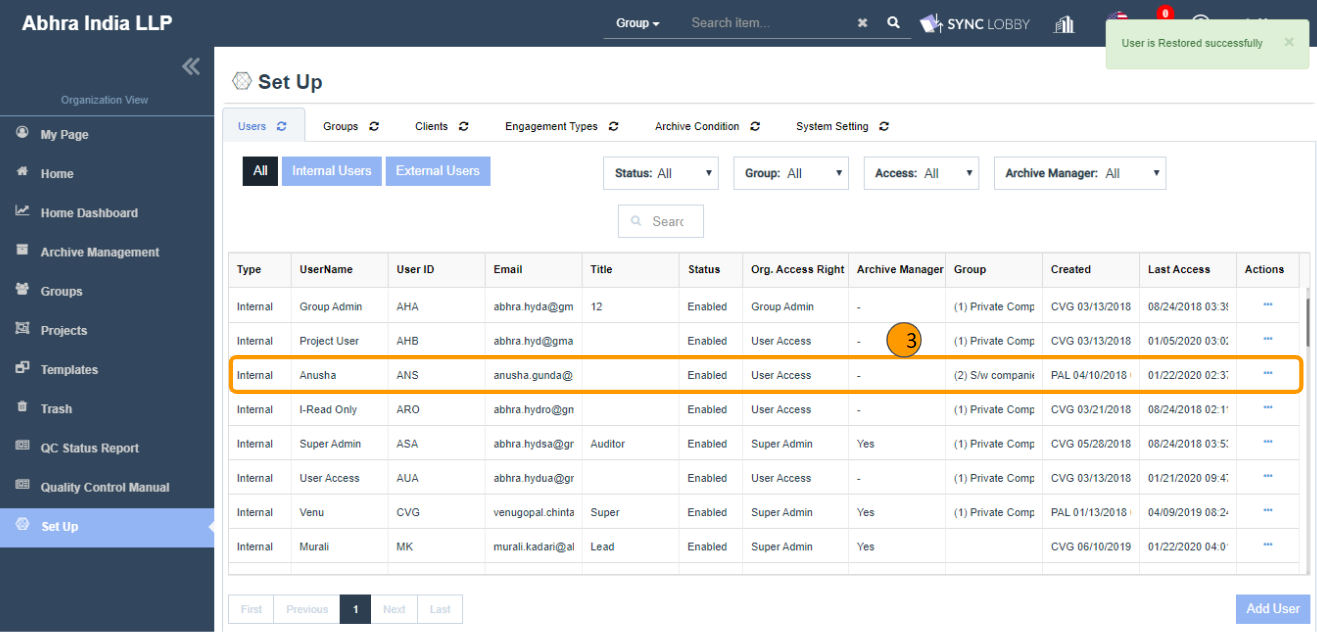 Abhra India LLP
Group
Search item...
SYNC LOBBY
0
User is Restored successfully
×
Organization View
My Page
Home
Home Dashboard
Archive Management
Groups
Projects
Templates
Trash
QC Status Report
Quality Control Manual
Set Up
Set Up
Users Groups Clients Engagement Types Archive Condition System Setting
All Internal Users External Users Status: All Group: All Access: All Archive Manager: All
Searc
Type UserName User ID Email Title Status Org. Access Right Archive Manager Group Created Last Access Actions
Internal Group Admin AHA abhra.hyda@gm 12 Enabled Group Admin - (1) Private Comp CVG 03/13/2018 08/24/2018 03:39 ...
Internal Project User AHB abhra.hyd@gma Enabled User Access - (1) Private Comp CVG 03/13/2018 01/05/2020 03:02 ...
3
Internal Anusha ANS anusha.gunda@ Enabled User Access - (2) S/w companie PAL 04/10/2018 01/22/2020 02:37 ...
Internal I-Read Only ARO abhra.hydro@gn Enabled User Access - (1) Private Comp CVG 03/21/2018 08/24/2018 02:11 ...
Internal Super Admin ASA abhra.hydsa@gr Auditor Enabled Super Admin Yes (1) Private Comp CVG 05/28/2018 08/24/2018 03:5 ...
Internal User Access AUA abhra.hydua@gr Enabled User Access - (1) Private Comp CVG 03/13/2018 01/21/2020 09:47 ...
Internal Venu CVG venugopal.chinta Super Enabled Super Admin Yes (1) Private Comp PAL 01/13/2018 04/09/2019 08:2 ...
Internal Murali MK murali.kadari@al Lead Enabled Super Admin Yes CVG 06/10/2019 01/22/2020 04:0 ...
First Previous 1 Next Last
Add User